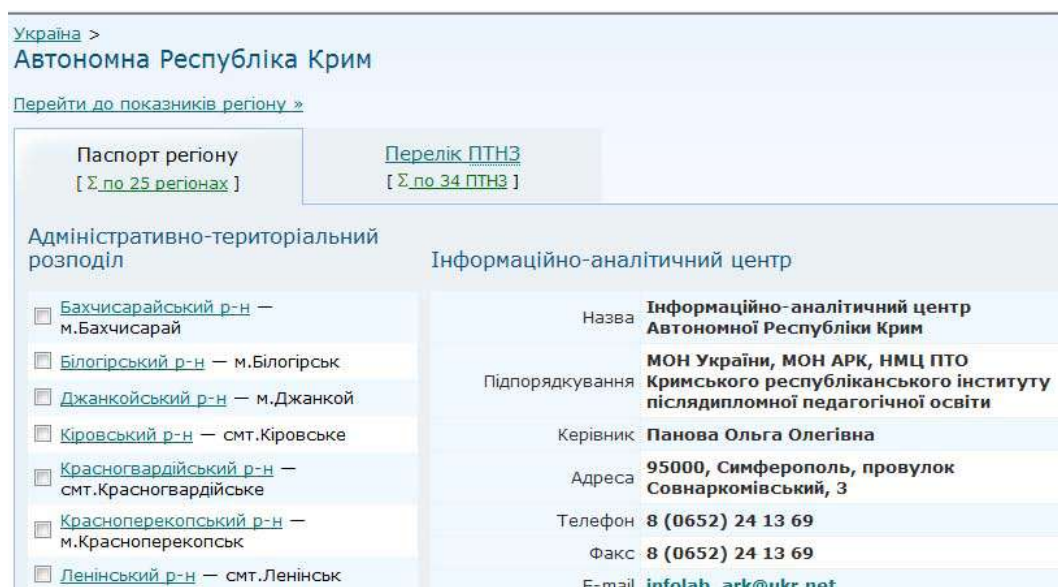 Україна >
Автономна Республіка Крим
Перейти до показників регіону »
Паспорт регіону
[ Σ по 25 регіонах ]
Перелік ПТНЗ
[ Σ по 34 ПТНЗ ]
Адміністративно-територіальний
розподіл
Бахчисарайський р-н —
м.Бахчисарай
Білогірський р-н — м.Білогірськ
Джанкойський р-н — м.Джанкой
Кіровський р-н — смт.Кіровське
Красногвардійський р-н —
смт.Красногвардійське
Красноперекопський р-н —
м.Красноперекопськ
Ленінський р-н — смт.Ленінськ
Інформаційно-аналітичний центр
Назва Інформаційно-аналітичний центр
Автономної Республіки Крим
МОН України, МОН АРК, НМЦ ПТО
Підпорядкування Кримського республіканського інституту
післядипломної педагогічної освіти
Керівник Панова Ольга Олегівна
Адреса 95000, Симферополь, провулок
Совнаркомівський, 3
Телефон 8 (0652) 24 13 69
Факс 8 (0652) 24 13 69
E-mail infolab_ark@ukr.net